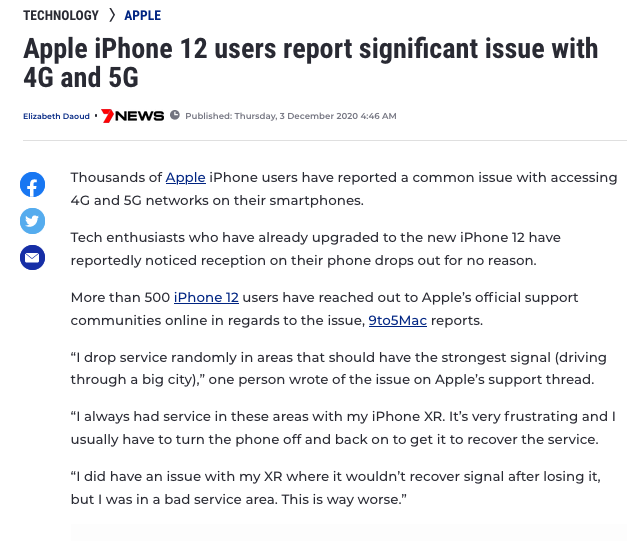 TECHNOLOGY > APPLE
Apple iPhone 12 users report significant issue with
4G and 5G
Elizabeth Daoud • 7NEWS Published: Thursday, 3 December 2020 4:46 AM
Thousands of Apple iPhone users have reported a common issue with accessing
4G and 5G networks on their smartphones.
Tech enthusiasts who have already upgraded to the new iPhone 12 have
reportedly noticed reception on their phone drops out for no reason.
More than 500 iPhone 12 users have reached out to Apple’s official support
communities online in regards to the issue, 9to5Mac reports.
“I drop service randomly in areas that should have the strongest signal (driving
through a big city),” one person wrote of the issue on Apple’s support thread.
“I always had service in these areas with my iPhone XR. It’s very frustrating and I
usually have to turn the phone off and back on to get it to recover the service.
“I did have an issue with my XR where it wouldn’t recover signal after losing it,
but I was in a bad service area. This is way worse.”